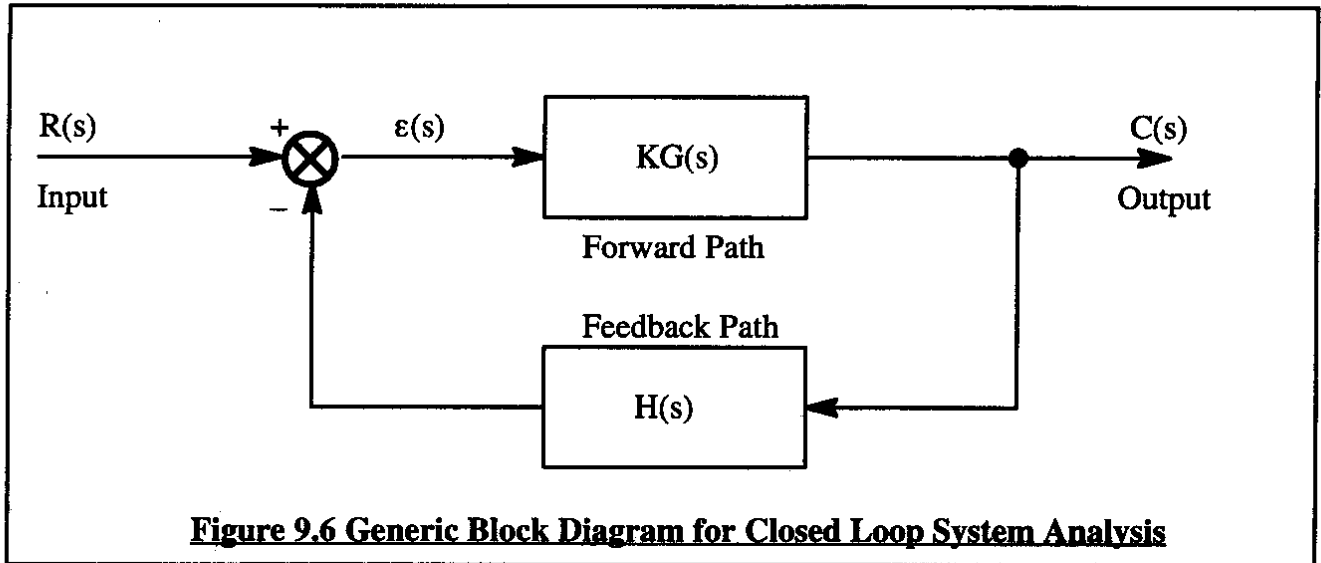 R(s)
+
ε(s)
KG(s)
C(s)
Input
−
Output
Forward Path
Feedback Path
H(s)
Figure 9.6 Generic Block Diagram for Closed Loop System Analysis